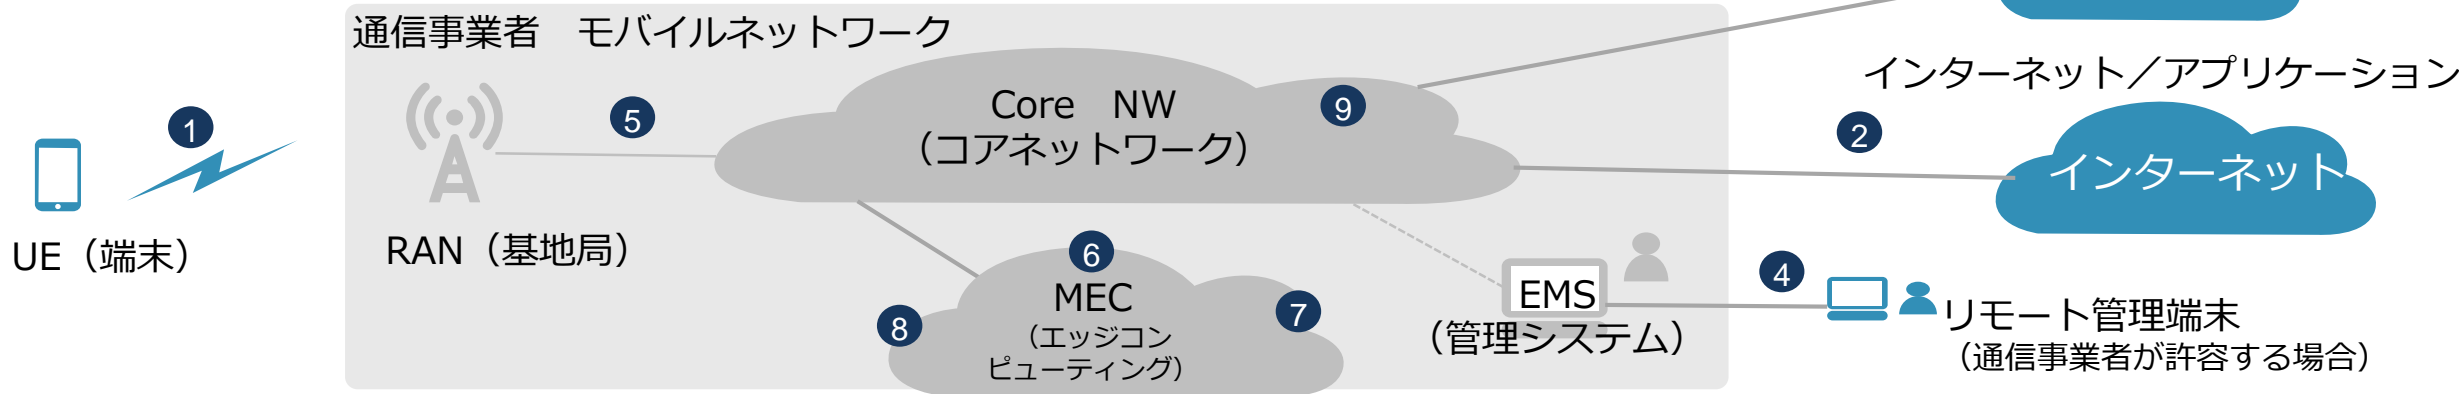 通信事業者　モバイルネットワーク
インターネット／アプリケーション
Core　NW
（コアネットワーク）
9
5
1
2
インターネット
UE（端末）
RAN（基地局）
6
MEC
（エッジコン
ピューティング）
8
7
EMS
（管理システム）
4
リモート管理端末
（通信事業者が許容する場合）